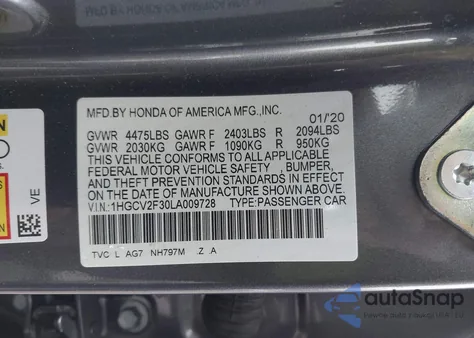 MFD.BY HONDA OF AMERICA MFG.,INC.
01/'20
GVWR 4475LBS GAWR F 2403LBS R 2094LBS
GVWR 2030KG GAWR F 1090KG R 950KG
THIS VEHICLE CONFORMS TO ALL APPLICABLE
FEDERAL MOTOR VEHICLE SAFETY , BUMPER,
AND THEFT PREVENTION STANDARDS IN EFFECT
ON THE DATE OF MANUFACTURE SHOWN ABOVE.
V.I.N.:1HGCV2F30LA009728 TYPE:PASSENGER CAR
TVC L AG7 NH797M .Z A
VE
autoSnap